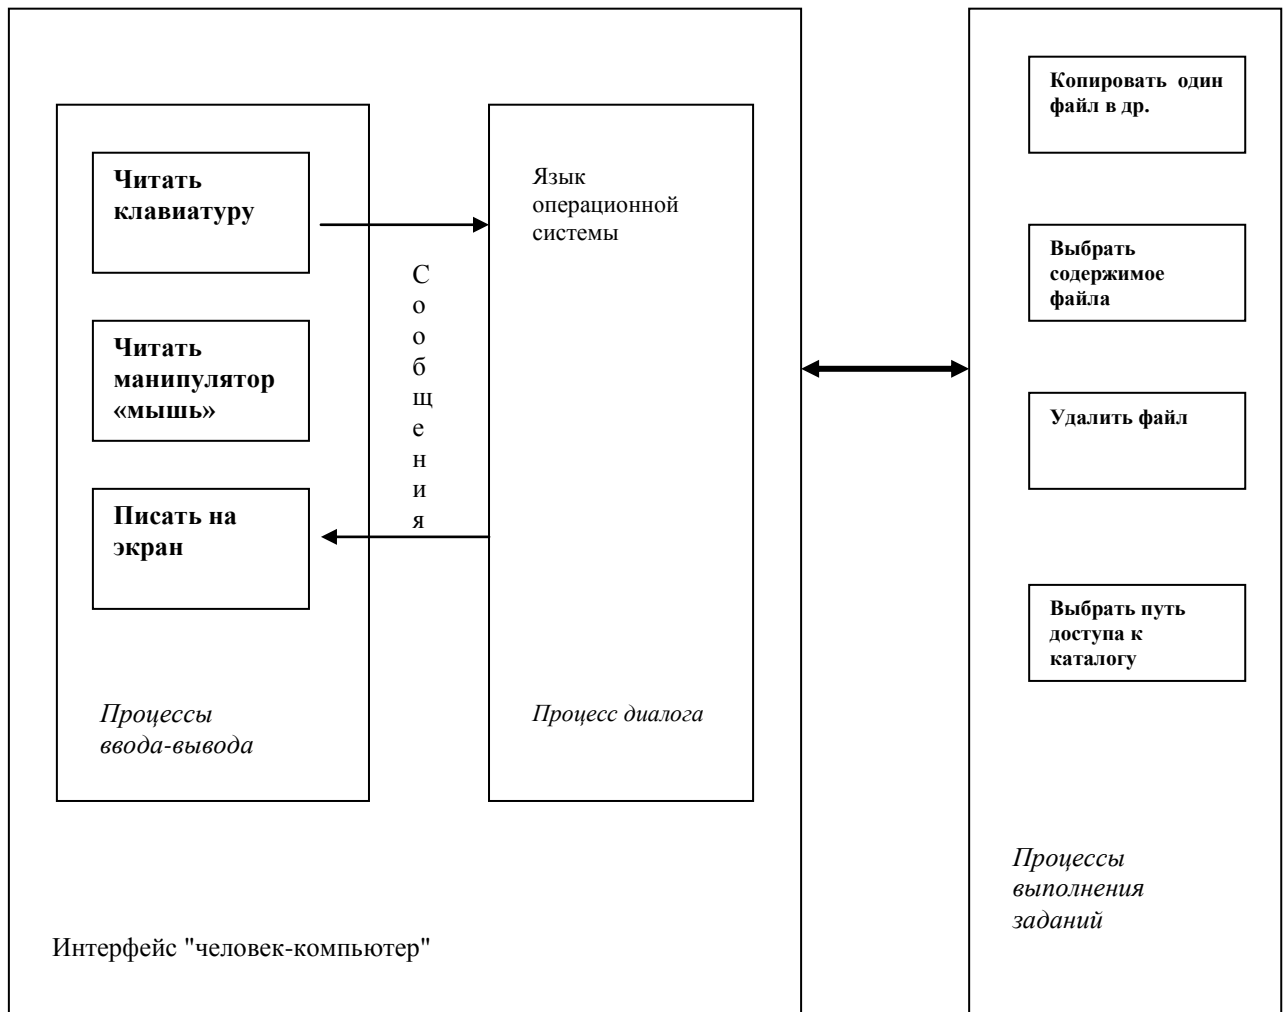 Читать
клавиатуру
Читать
манипулятор
«мышь»
Писать на
экран
Процессы
ввода-вывода
Сообщения
Язык
операционной
системы
Процесс диалога
Интерфейс "человек-компьютер"
Копировать один
файл в др.
Выбрать
содержимое
файла
Удалить файл
Выбрать путь
доступа к
каталогу
Процессы
выполнения
заданий